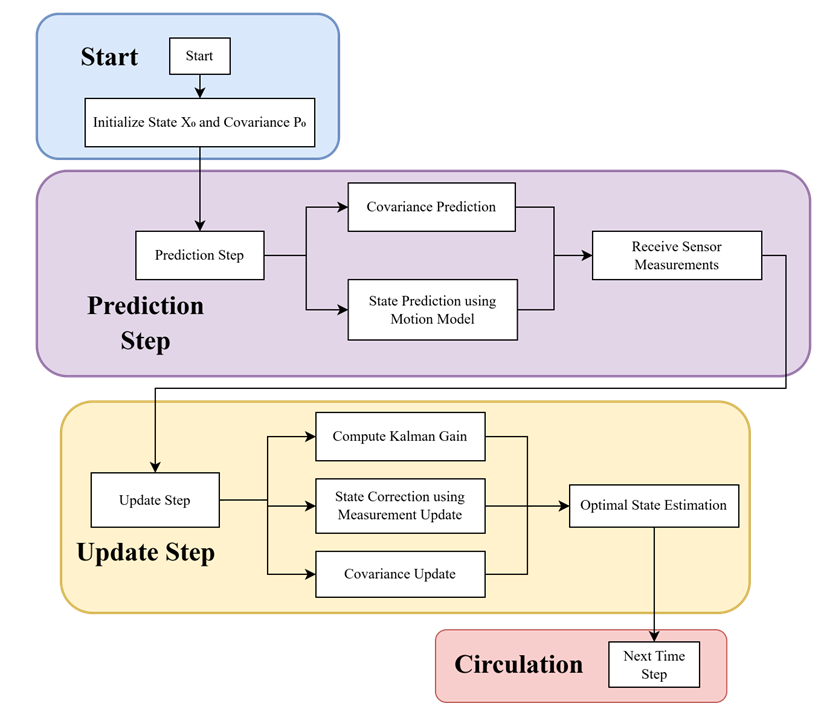 Start
Start
Initialize State X₀ and Covariance P₀
Covariance Prediction
Prediction Step
Receive Sensor
Measurements
State Prediction using
Motion Model
Prediction
Step
Compute Kalman Gain
Update Step
State Correction using
Measurement Update
Optimal State Estimation
Update Step
Covariance Update
Circulation
Next Time
Step